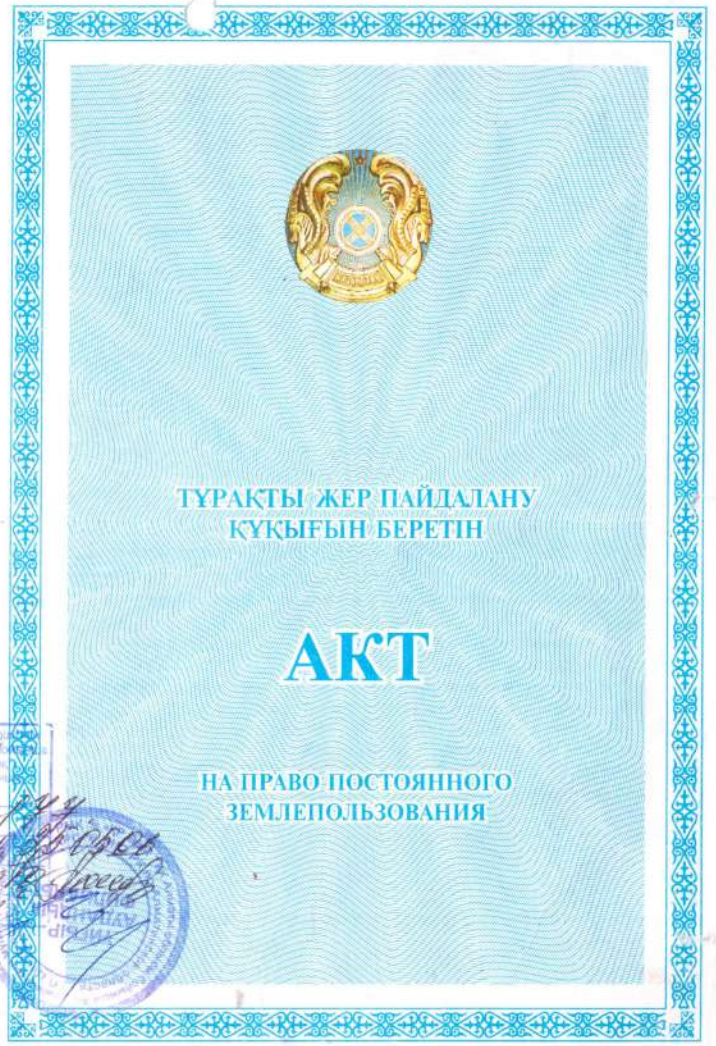 ТҰРАҚТЫ ЖЕР ПАЙДАЛАНУ
ҚҰҚЫҒЫН БЕРЕТІН
АКТ
НА ПРАВО ПОСТОЯННОГО
ЗЕМЛЕПОЛЬЗОВАНИЯ